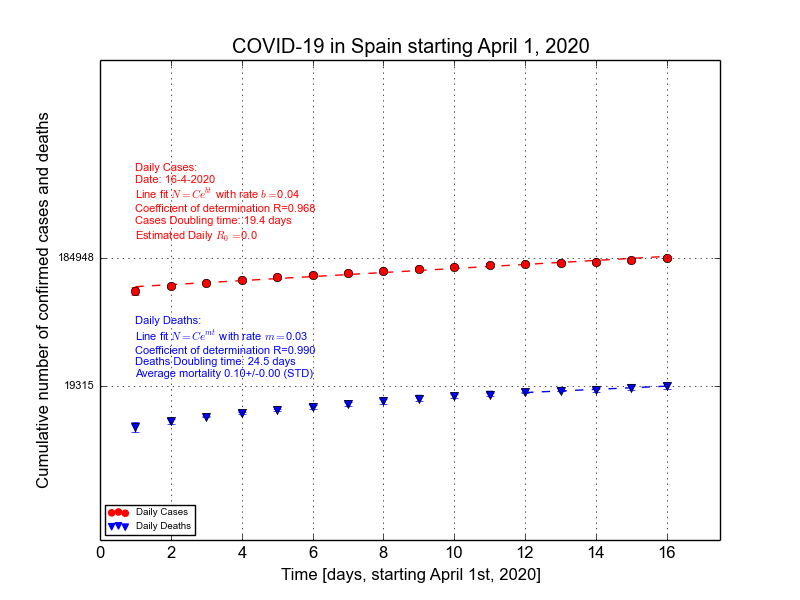 COVID-19 in Spain starting April 1, 2020
Cumulative number of confirmed cases and deaths
Daily Cases:
Date: 16-4-2020
Line fit N = Ce^{bt} with rate b =0.04
Coefficient of determination R=0.968
Cases Doubling time: 19.4 days
Estimated Daily R_0 =0.0
184948
Daily Deaths:
Line fit N = Ce^{mt} with rate m =0.03
Coefficient of determination R=0.990
Deaths Doubling time: 24.5 days
Average mortality 0.10+/-0.00 (STD)
19315
Daily Cases
Daily Deaths
0 2 4 6 8 10 12 14 16
Time [days, starting April 1st, 2020]